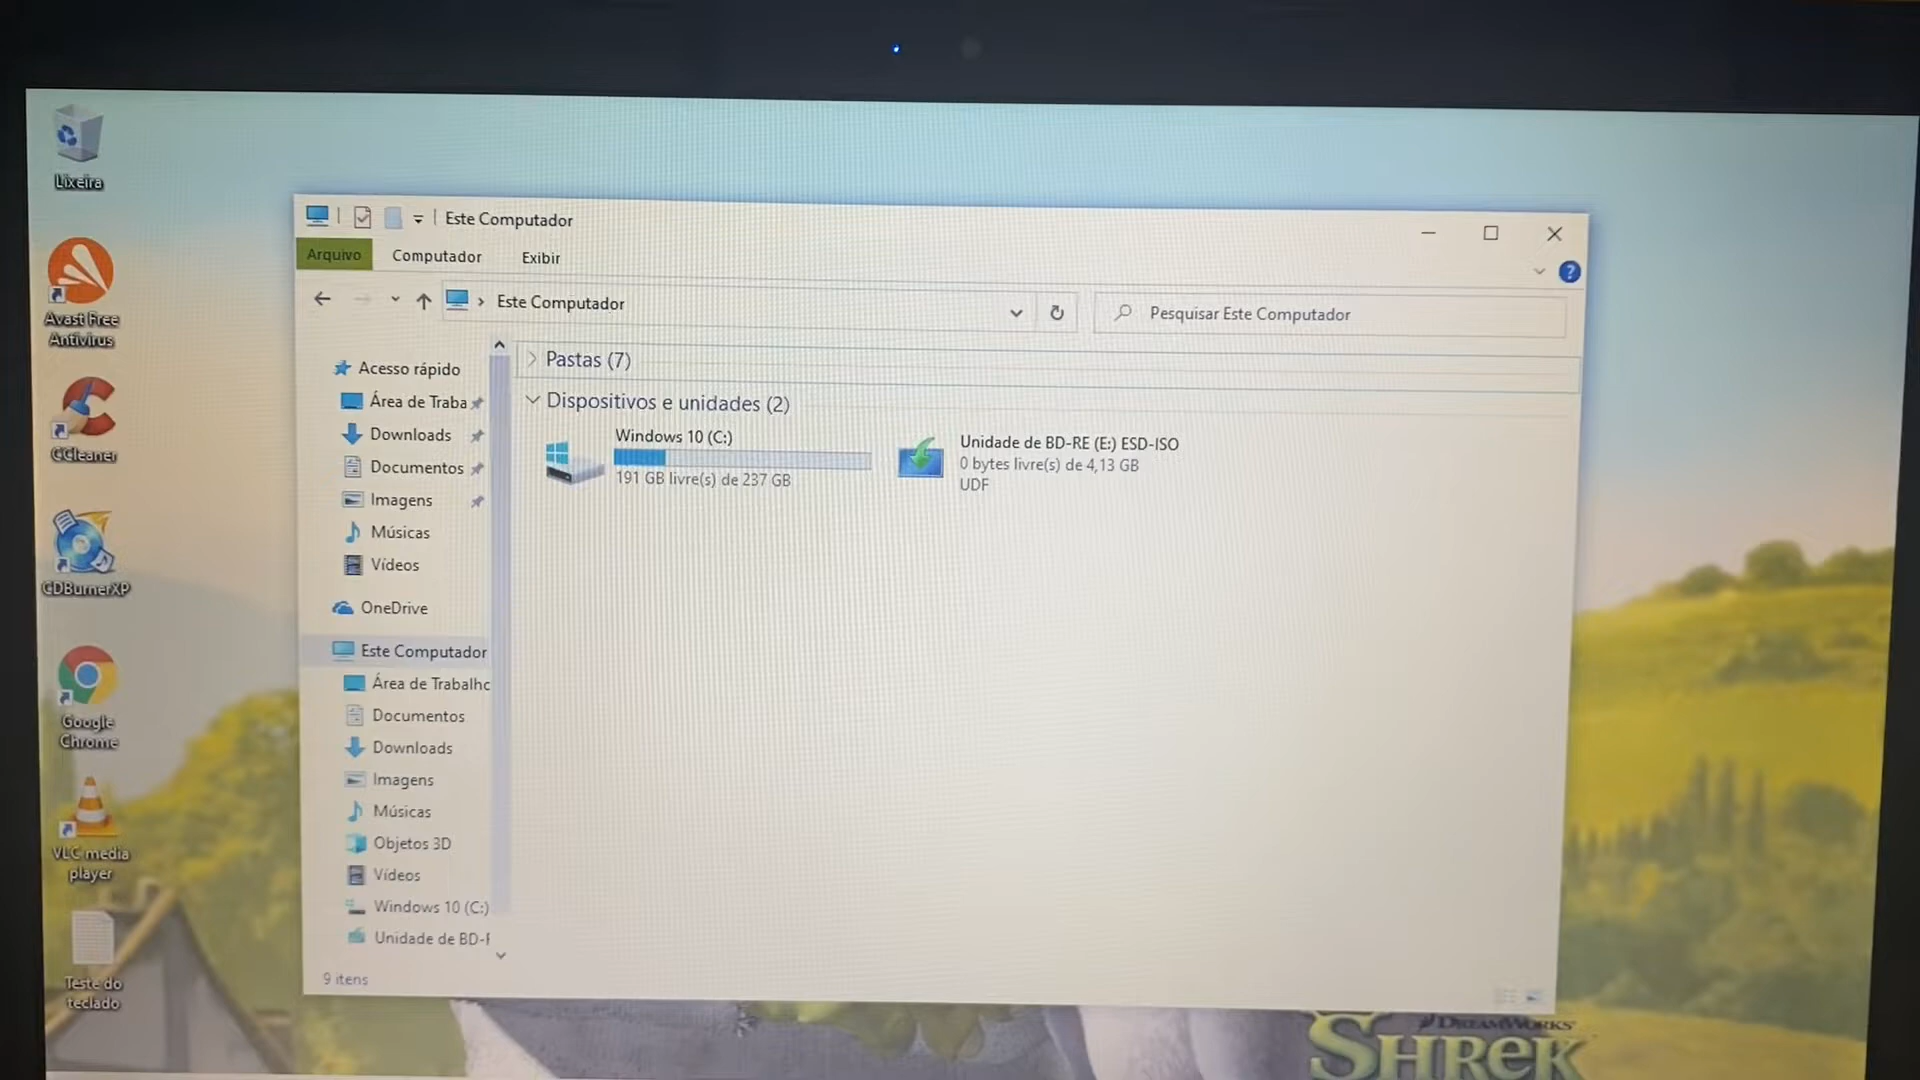 Lixeira
Avast Free
Antivirus
CCleaner
CDBurnerXP
Google
Chrome
VLC media
player
Teste do
teclado
Este Computador
Arquivo
Computador
Exibir
?
Este Computador
Pesquisar Este Computador
Acesso rápido
Área de Traba
Downloads
Documentos
Imagens
Músicas
Vídeos
OneDrive
Este Computador
Área de Trabalho
Documentos
Downloads
Imagens
Músicas
Objetos 3D
Vídeos
Windows 10 (C:)
Unidade de BD-R
9 itens
Pastas (7)
Dispositivos e unidades (2)
Windows 10 (C:)
191 GB livre(s) de 237 GB
Unidade de BD-RE (E:) ESD-ISO
0 bytes livre(s) de 4,13 GB
UDF
DREAMWORKS
SHREK